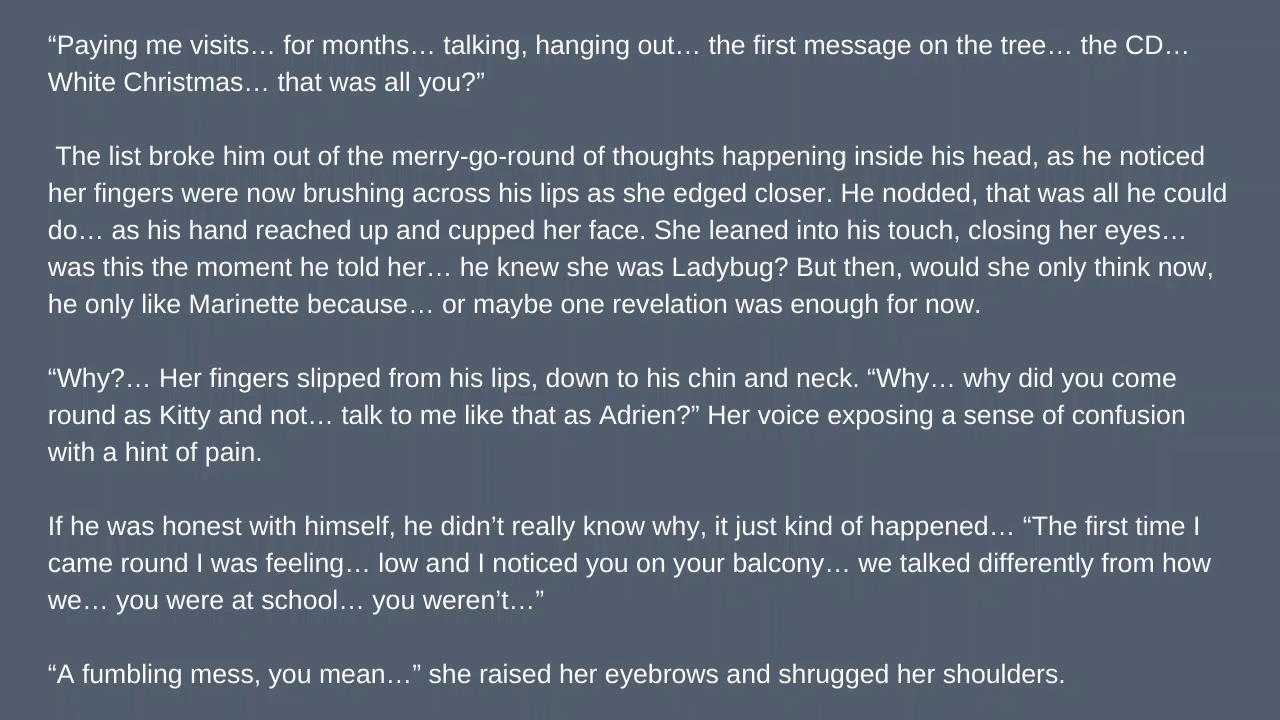 “Paying me visits… for months… talking, hanging out… the first message on the tree… the CD…
White Christmas… that was all you?”
The list broke him out of the merry-go-round of thoughts happening inside his head, as he noticed
her fingers were now brushing across his lips as she edged closer. He nodded, that was all he could
do… as his hand reached up and cupped her face. She leaned into his touch, closing her eyes…
was this the moment he told her… he knew she was Ladybug? But then, would she only think now,
he only like Marinette because… or maybe one revelation was enough for now.
“Why?… Her fingers slipped from his lips, down to his chin and neck. “Why… why did you come
round as Kitty and not… talk to me like that as Adrien?” Her voice exposing a sense of confusion
with a hint of pain.
If he was honest with himself, he didn’t really know why, it just kind of happened… “The first time I
came round I was feeling… low and I noticed you on your balcony… we talked differently from how
we… you were at school… you weren’t…”
“A fumbling mess, you mean…” she raised her eyebrows and shrugged her shoulders.